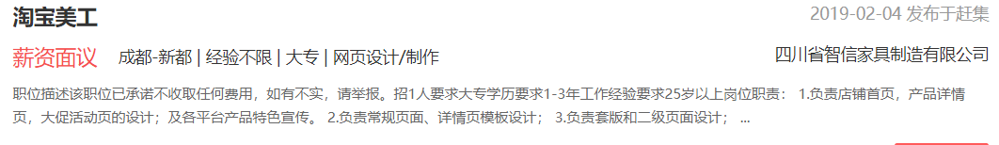 淘宝美工
2019-02-04 发布于赶集
薪资面议 成都-新都 | 经验不限 | 大专 | 网页设计/制作
四川省智信家具制造有限公司
职位描述该职位已承诺不收取任何费用，如有不实，请举报。招1人要求大专学历要求1-3年工作经验要求25岁以上岗位职责： 1.负责店铺首页，产品详情
页，大促活动页的设计；及各平台产品特色宣传。 2.负责常规页面、详情页模板设计； 3.负责套版和二级页面设计； ...